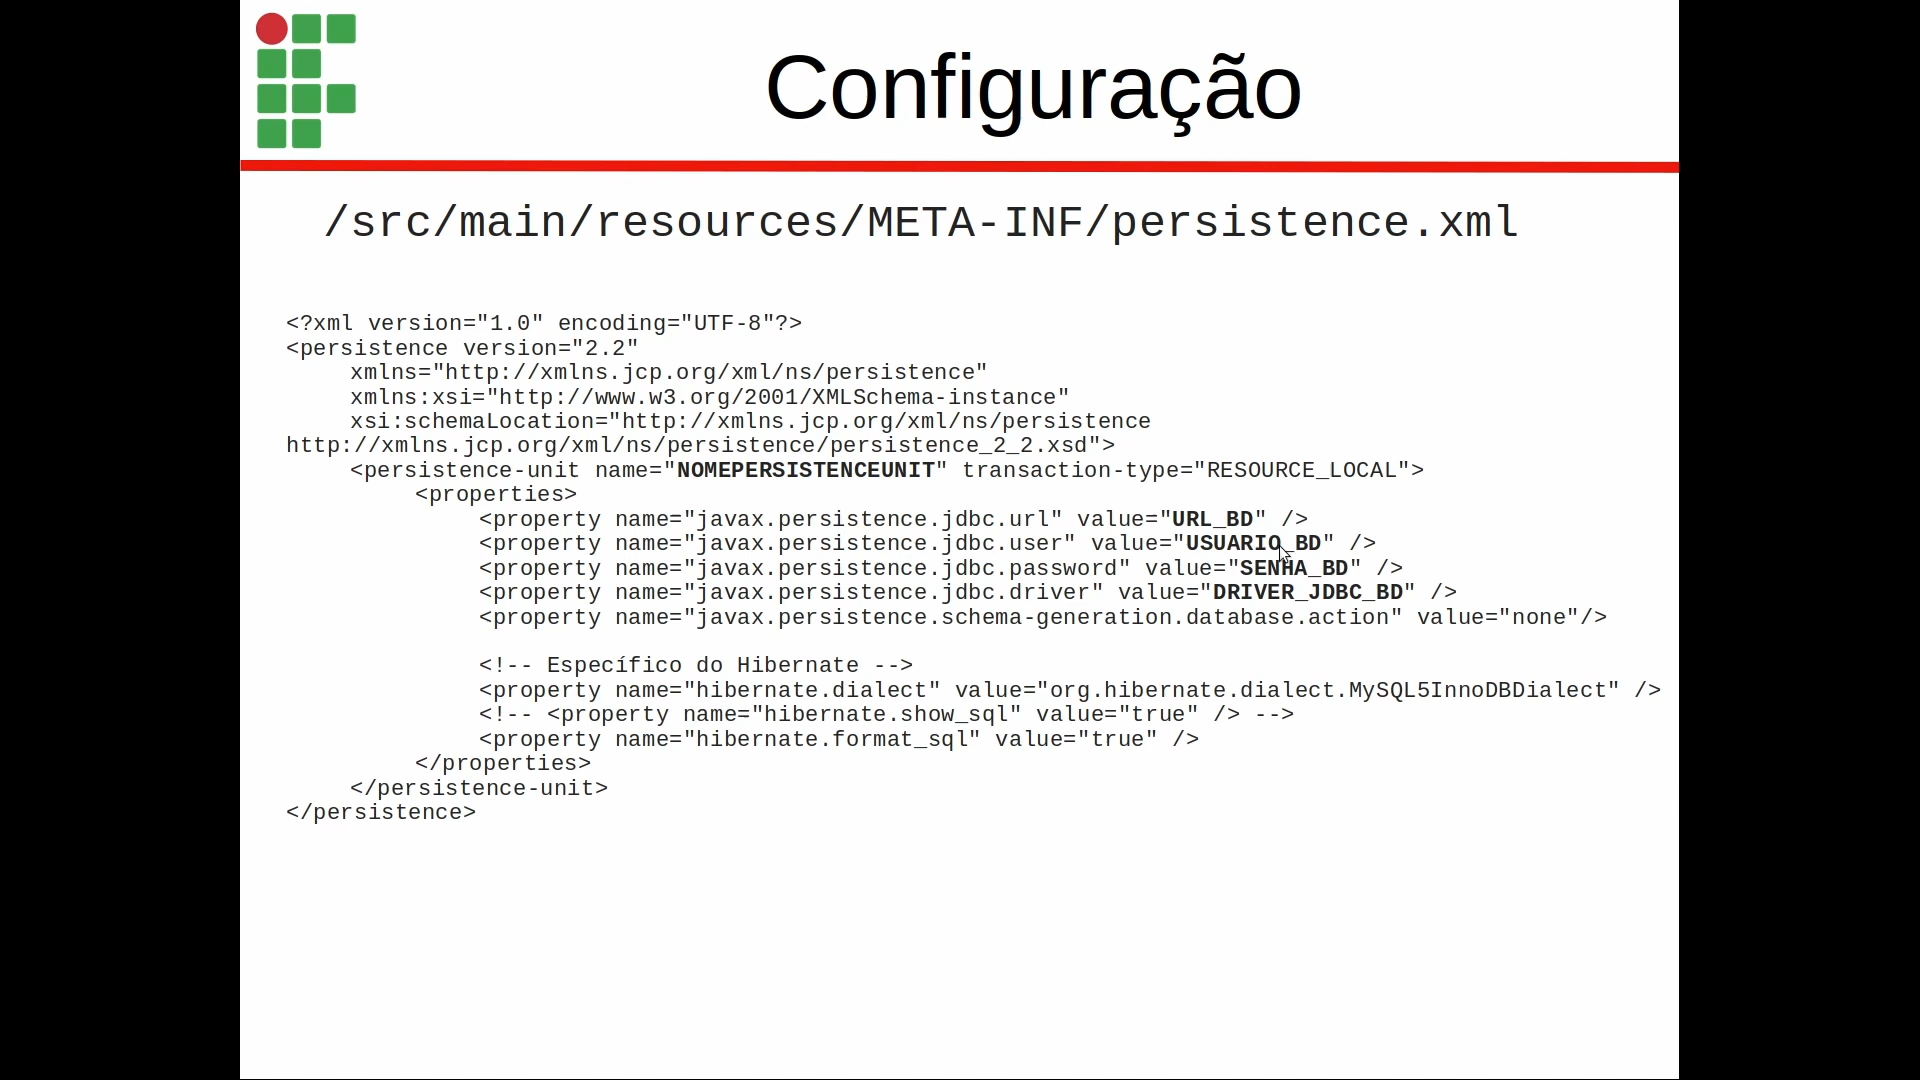 Configuração
/src/main/resources/META-INF/persistence.xml
<?xml version="1.0" encoding="UTF-8"?>
<persistence version="2.2"
xmlns="http://xmlns.jcp.org/xml/ns/persistence"
xmlns:xsi="http://www.w3.org/2001/XMLSchema-instance"
xsi:schemaLocation="http://xmlns.jcp.org/xml/ns/persistence
http://xmlns.jcp.org/xml/ns/persistence/persistence_2_2.xsd">
<persistence-unit name="NOMEPERSISTENCEUNIT" transaction-type="RESOURCE_LOCAL">
<properties>
<property name="javax.persistence.jdbc.url" value="URL_BD" />
<property name="javax.persistence.jdbc.user" value="USUARIO_BD" />
<property name="javax.persistence.jdbc.password" value="SENHA_BD" />
<property name="javax.persistence.jdbc.driver" value="DRIVER_JDBC_BD" />
<property name="javax.persistence.schema-generation.database.action" value="none"/>
<!-- Específico do Hibernate -->
<property name="hibernate.dialect" value="org.hibernate.dialect.MySQL5InnoDBDialect" />
<!-- <property name="hibernate.show_sql" value="true" /> -->
<property name="hibernate.format_sql" value="true" />
</properties>
</persistence-unit>
</persistence>